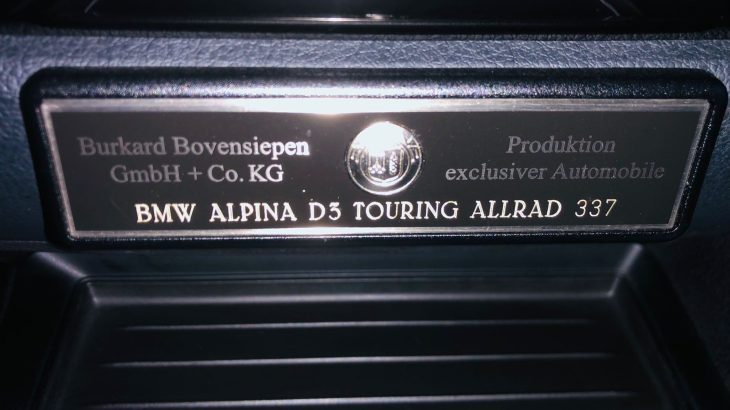 Burkard Bovensiepen
GmbH + Co. KG
Produktion
exclusiver Automobile
BMW ALPINA D3 TOURING ALLRAD 337